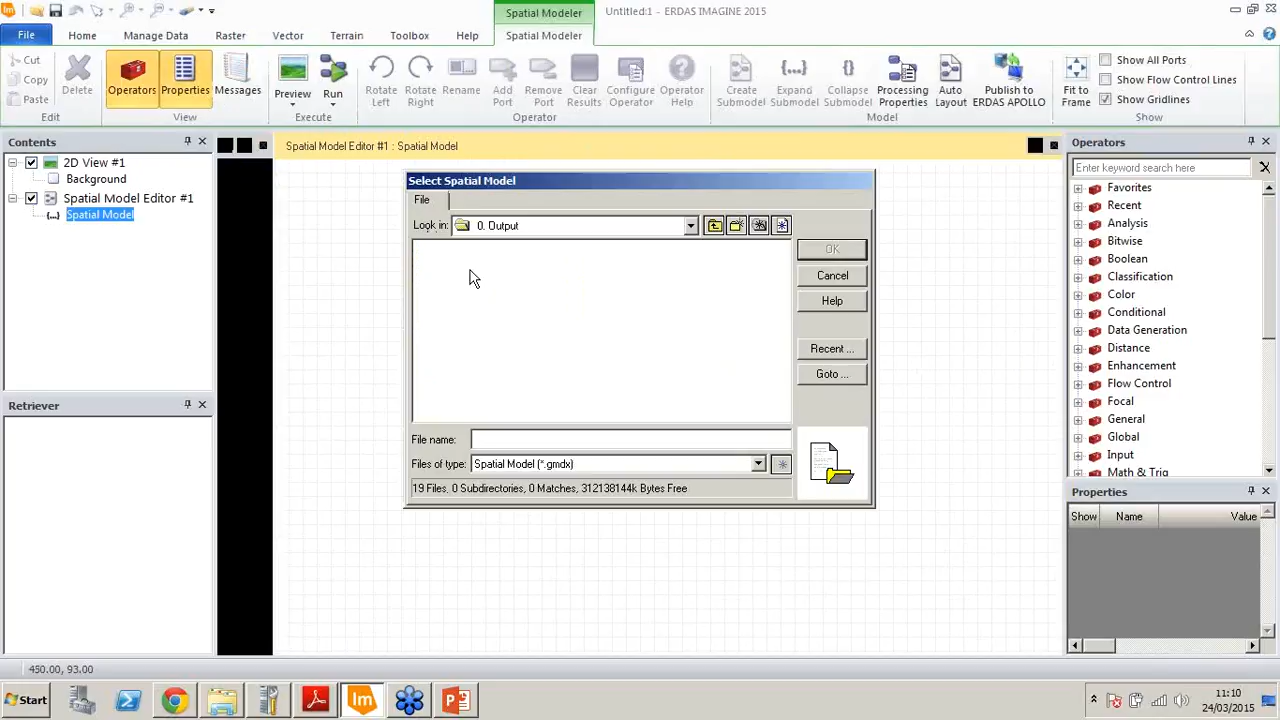 Spatial Modeler
Untitled:1 - ERDAS IMAGINE 2015
File
Home
Manage Data
Raster
Vector
Terrain
Toolbox
Help
Spatial Modeler
Cut
Copy
Paste
Delete
Operators
Properties
Messages
Preview
Run
Rotate Left
Rotate Right
Rename
Add Port
Remove Port
Clear Results
Configure Operator
Operator Help
Create Submodel
Expand Submodel
Collapse Submodel
Processing Properties
Auto Layout
Publish to ERDAS APOLLO
Fit to Frame
Show All Ports
Show Flow Control Lines
Show Gridlines
Edit
View
Execute
Operator
Model
Show
Contents
2D View #1
Background
Spatial Model Editor #1
Spatial Model
Retriever
Spatial Model Editor #1 : Spatial Model
Select Spatial Model
File
Look in:
0. Output
OK
Cancel
Help
Recent ...
Goto ...
File name:
Files of type:
Spatial Model (*.gmdx)
19 Files, 0 Subdirectories, 0 Matches, 312138144k Bytes Free
Operators
Enter keyword search here
Favorites
Recent
Analysis
Bitwise
Boolean
Classification
Color
Conditional
Data Generation
Distance
Enhancement
Flow Control
Focal
General
Global
Input
Math & Trig
Properties
Show
Name
Value
450.00, 93.00
Start
Im
11:10
24/03/2015